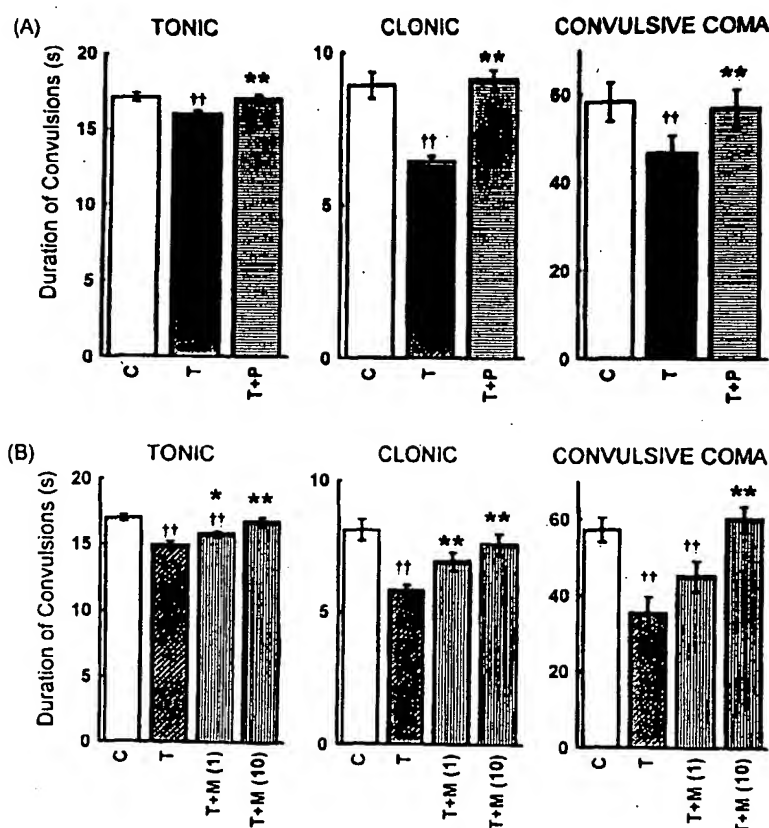 (A)
TONIC
CLONIC
CONVULSIVE COMA
Duration of Convulsions (s)
20
15
10
5
0
††
**
C
T
T+P
10
5
0
††
**
C
T
T+P
60
40
20
0
††
**
C
T
T+P
(B)
TONIC
CLONIC
CONVULSIVE COMA
Duration of Convulsions (s)
20
15
10
5
0
††
*
††
**
C
T
T+M (1)
T+M (10)
10
5
0
††
**
**
C
T
T+M (1)
T+M (10)
60
40
20
0
††
††
**
C
T
T+M (1)
T+M (10)